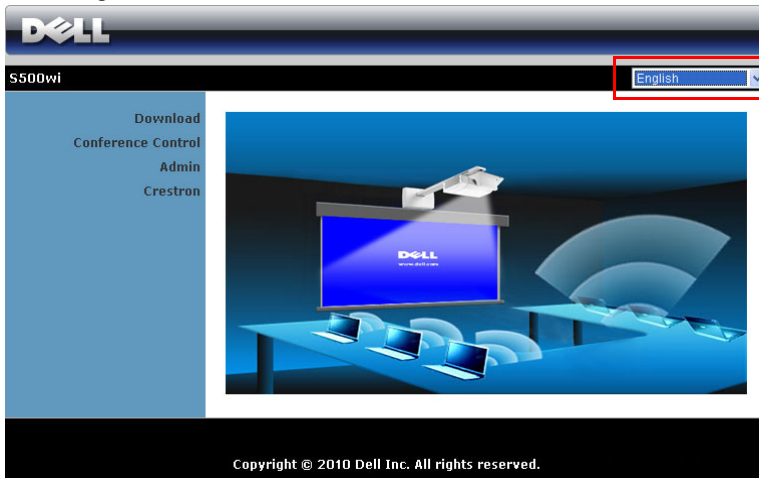 DELL
S500wi
English
Download
Conference Control
Admin
Crestron
DELL
www.dell.com
Copyright © 2010 Dell Inc. All rights reserved.